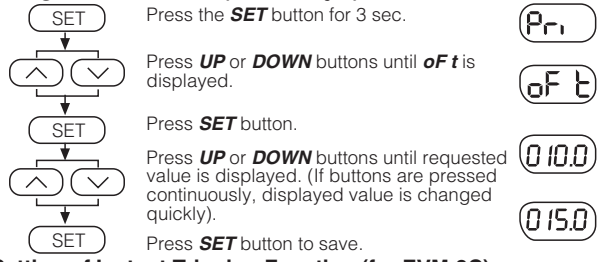 SET
Press the SET button for 3 sec.
Pri
Press UP or DOWN buttons until oF t is
displayed.
oF t
SET
Press SET button.
Press UP or DOWN buttons until requested
value is displayed. (If buttons are pressed
continuously, displayed value is changed
quickly).
010.0
015.0
SET
Press SET button to save.